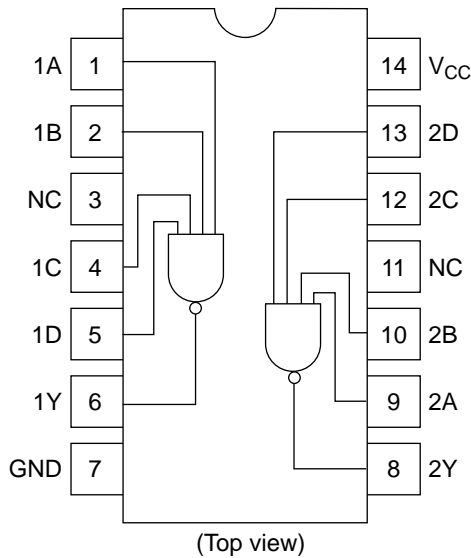 1A 1 14 VCC
1B 2 13 2D
NC 3 12 2C
1C 4 11 NC
1D 5 10 2B
1Y 6 9 2A
GND 7 8 2Y
(Top view)